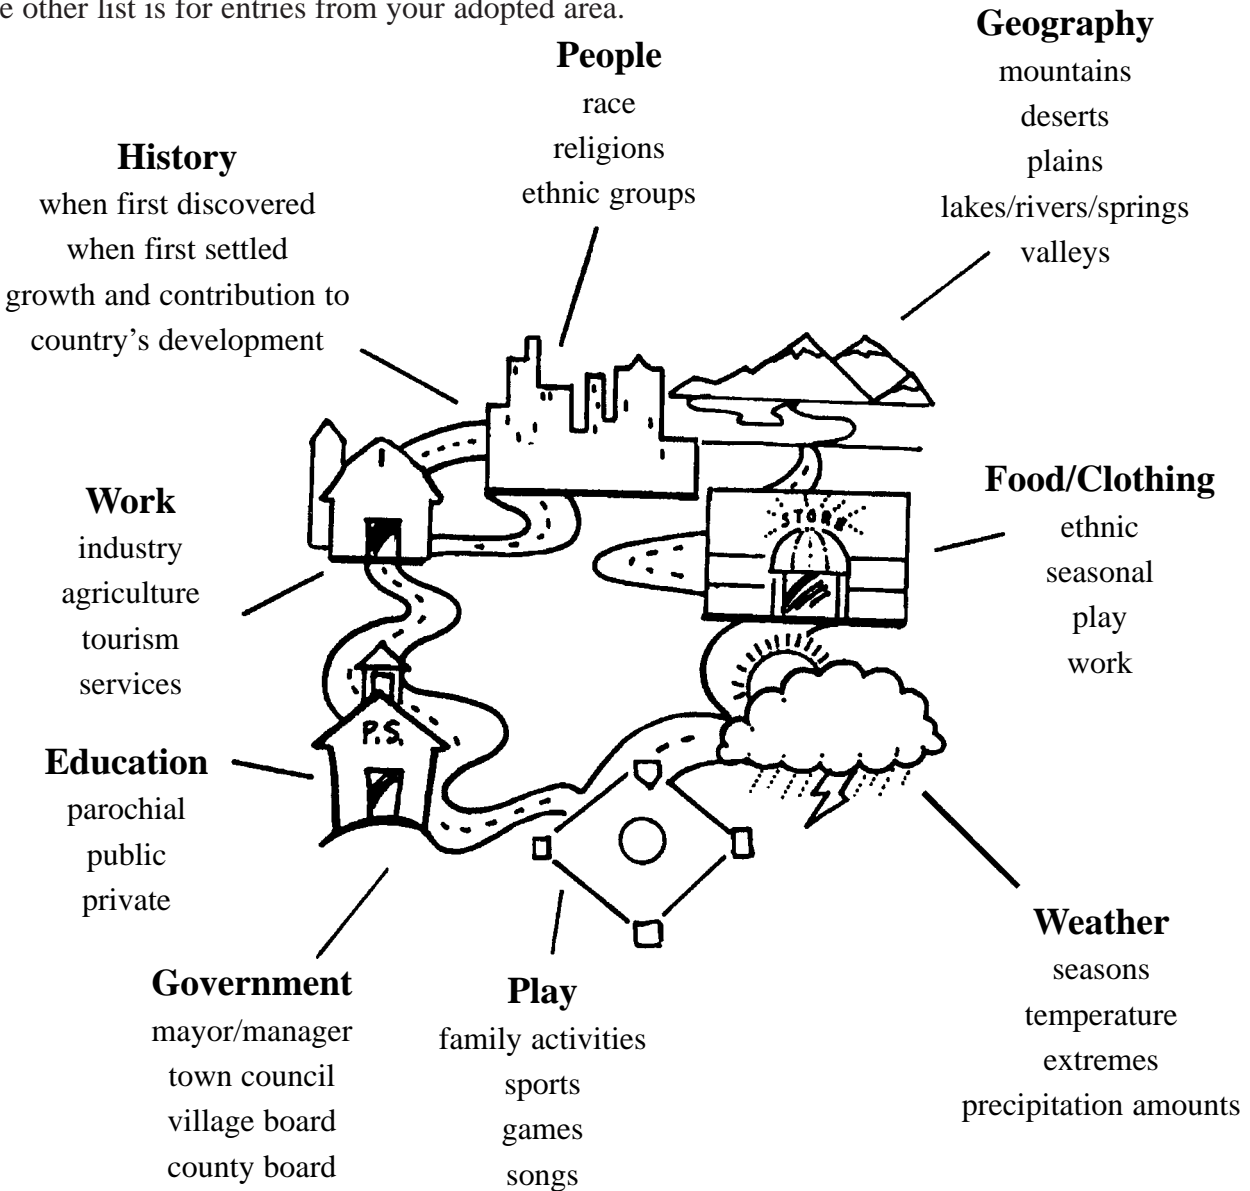 e other list is for entries from your adopted area.
Geography
mountains
deserts
plains
lakes/rivers/springs
valleys
People
race
religions
ethnic groups
History
when first discovered
when first settled
growth and contribution to
country’s development
Work
industry
agriculture
tourism
services
STORE
Food/Clothing
ethnic
seasonal
play
work
P.S.
Education
parochial
public
private
Weather
seasons
temperature
extremes
precipitation amounts
Government
mayor/manager
town council
village board
county board
Play
family activities
sports
games
songs